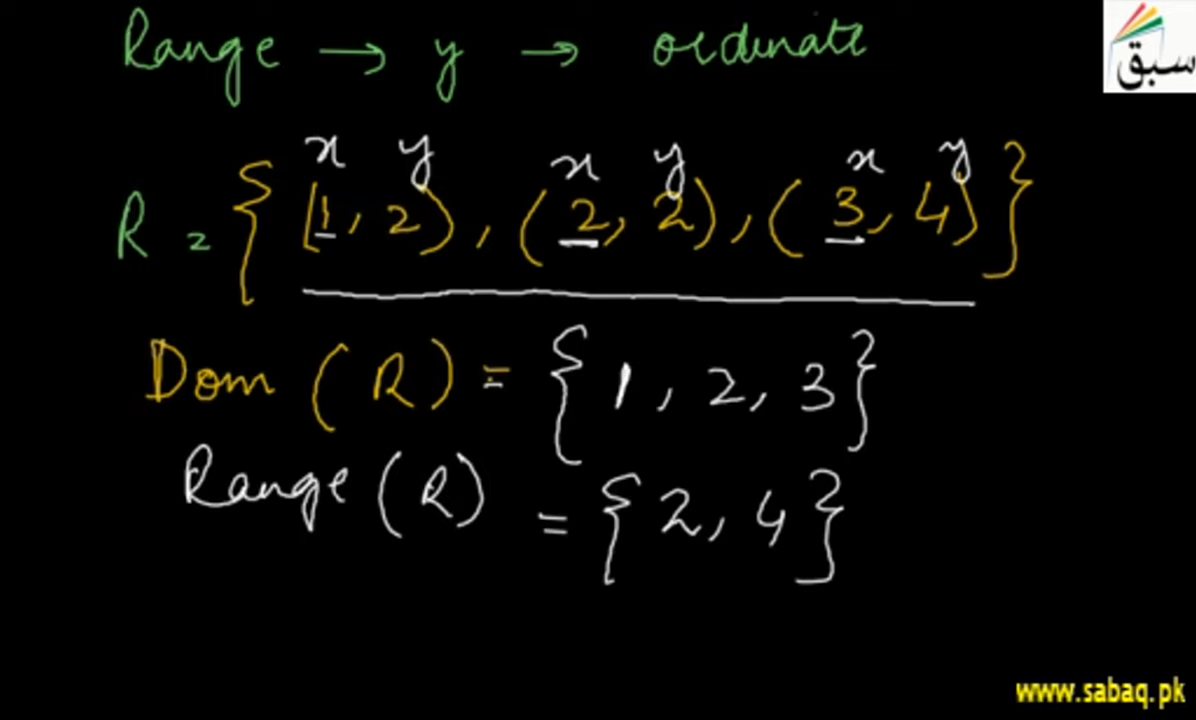 Range → y → ordinate
سبق
x y x y x y
R = { (1, 2), (2, 2), (3, 4) }
Dom (R) = { 1, 2, 3 }
Range (R) = { 2, 4 }
www.sabaq.pk